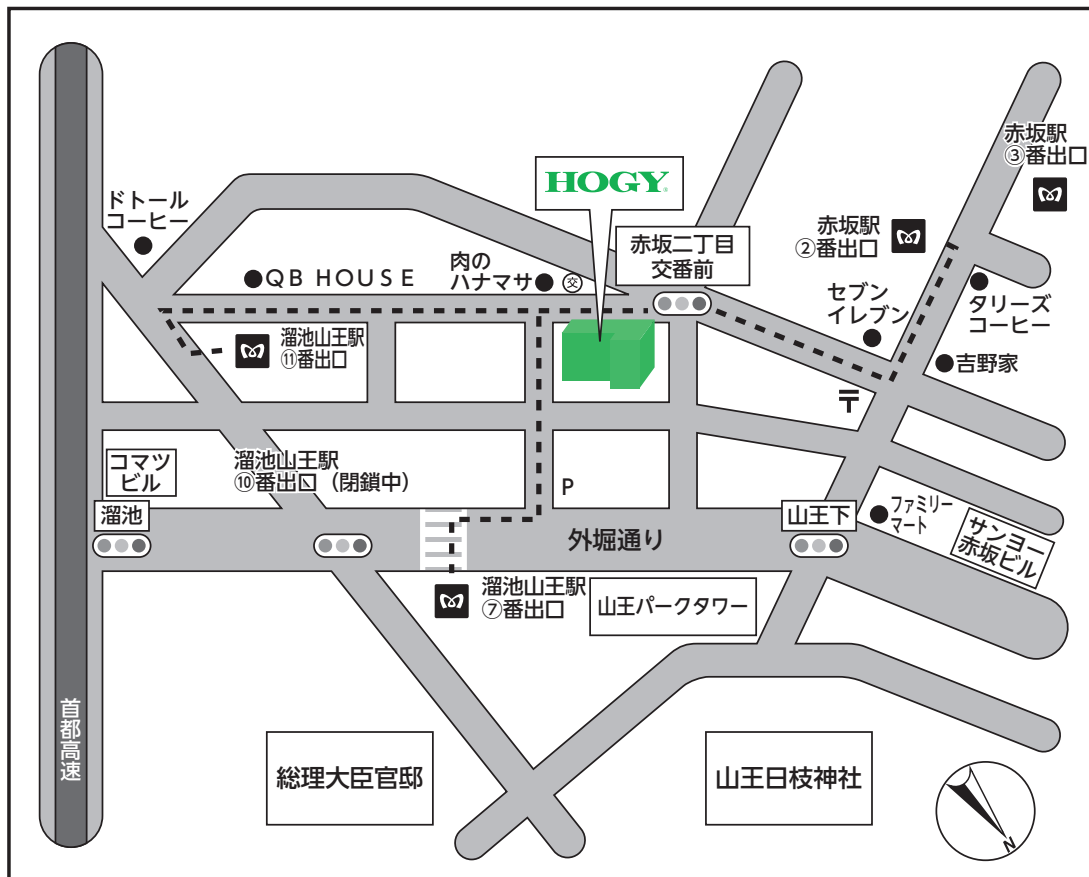 赤坂駅
③番出口
HOGY®
ドトール
コーヒー
赤坂駅
②番出口
赤坂二丁目
交番前
肉の
ハナマサ
交
QB HOUSE
セブン
イレブン
タリーズ
コーヒー
溜池山王駅
⑪番出口
吉野家
〒
コマツ
ビル
溜池山王駅
⑩番出口(閉鎖中)
P
溜池
山王下
ファミリー
マート
サンヨー
赤坂ビル
外堀通り
溜池山王駅
⑦番出口
山王パークタワー
首都高速
総理大臣官邸
山王日枝神社
N